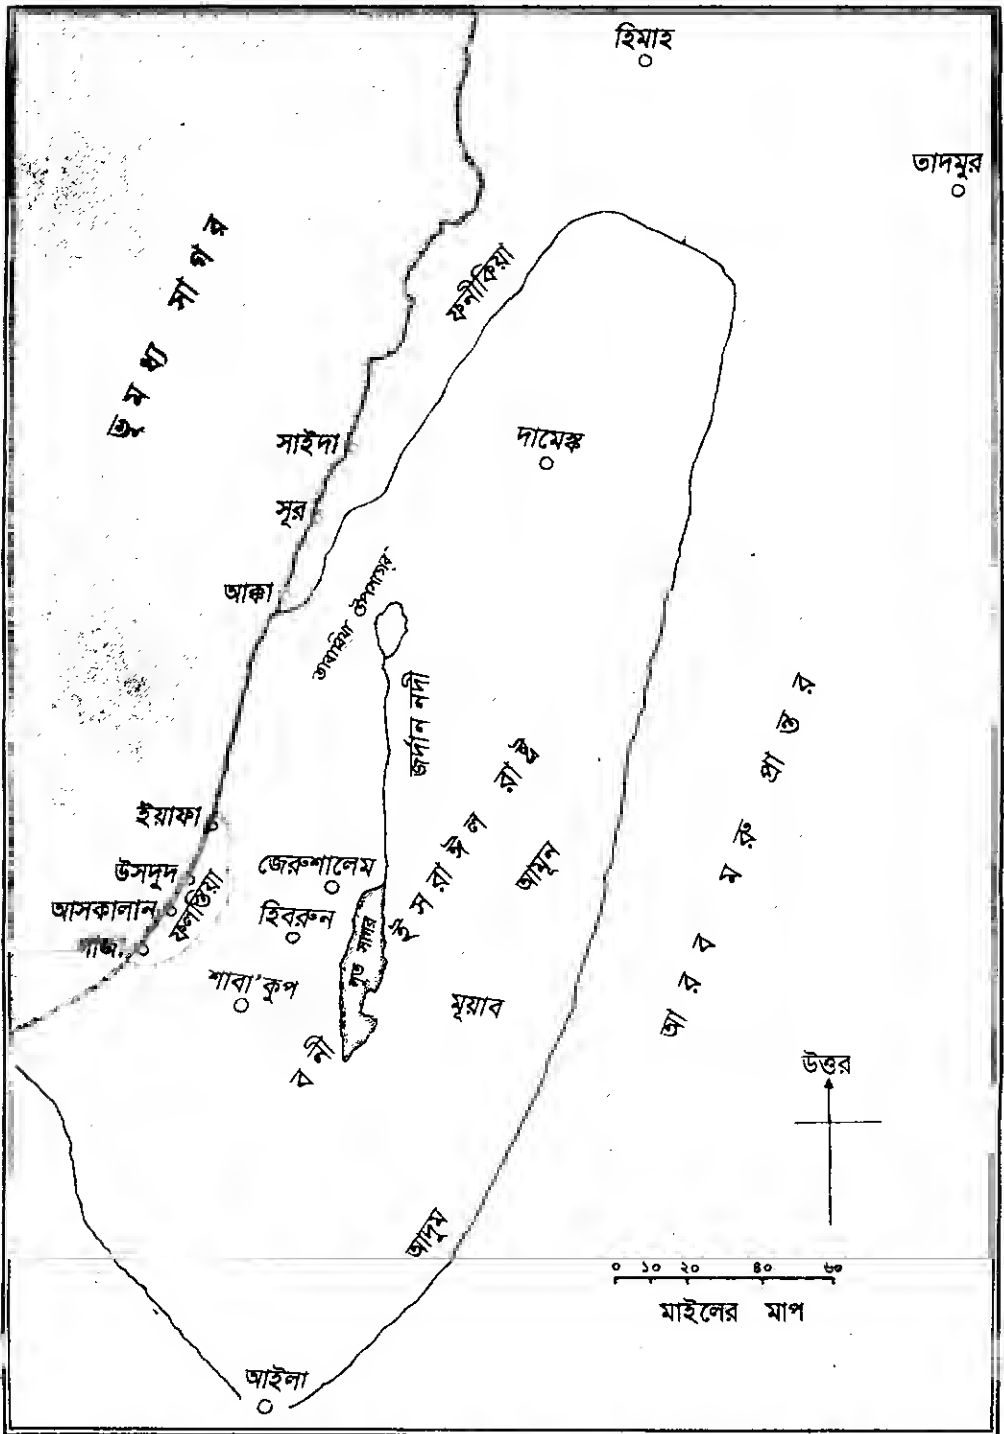 হিমাহ
তাদমুর
ভূমধ্য সাগর
ফনীকিয়া
সাইদা
দামেস্ক
সূর
আক্কা
তাবারিয়া উপসাগর
জর্দান নদী
ইয়াফা
উসদূদ
আসকালান
ফলস্তিয়া
জেরুশালেম
হিবরুন
শাবা'কুপ
মৃত সাগর
বনী ইসরাঈল রাষ্ট্র
আমূন
মূয়াব
আরব মরু প্রান্তর
উত্তর
আদুম
০ ১০ ২০ ৪০ ৬০
মাইলের মাপ
আইলা